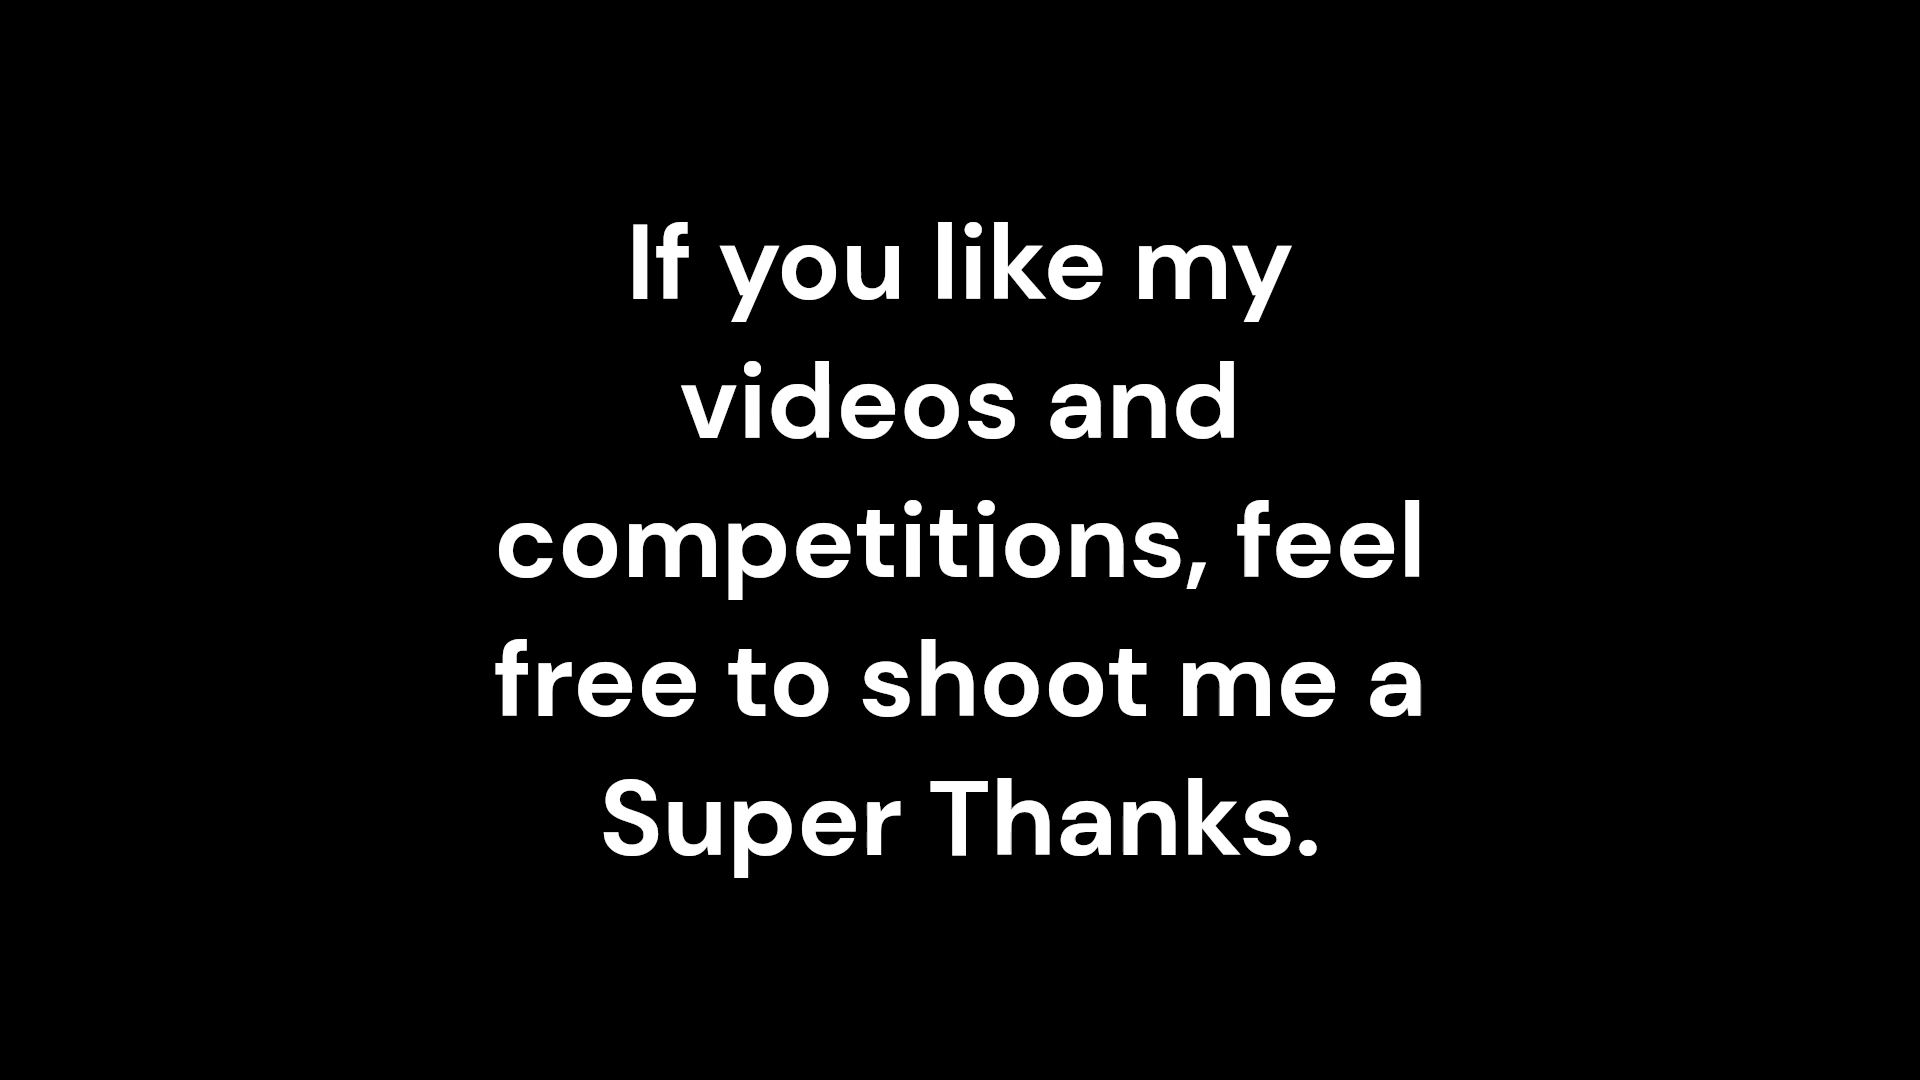 If you like my
videos and
competitions, feel
free to shoot me a
Super Thanks.